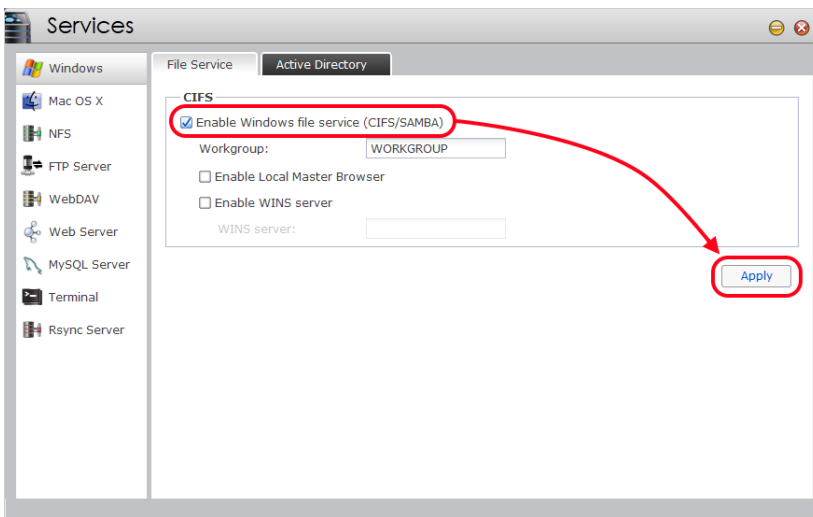 Services
Windows
Mac OS X
NFS
FTP Server
WebDAV
Web Server
MySQL Server
Terminal
Rsync Server
File Service
Active Directory
CIFS
Enable Windows file service (CIFS/SAMBA)
Workgroup: WORKGROUP
Enable Local Master Browser
Enable WINS server
WINS server:
Apply